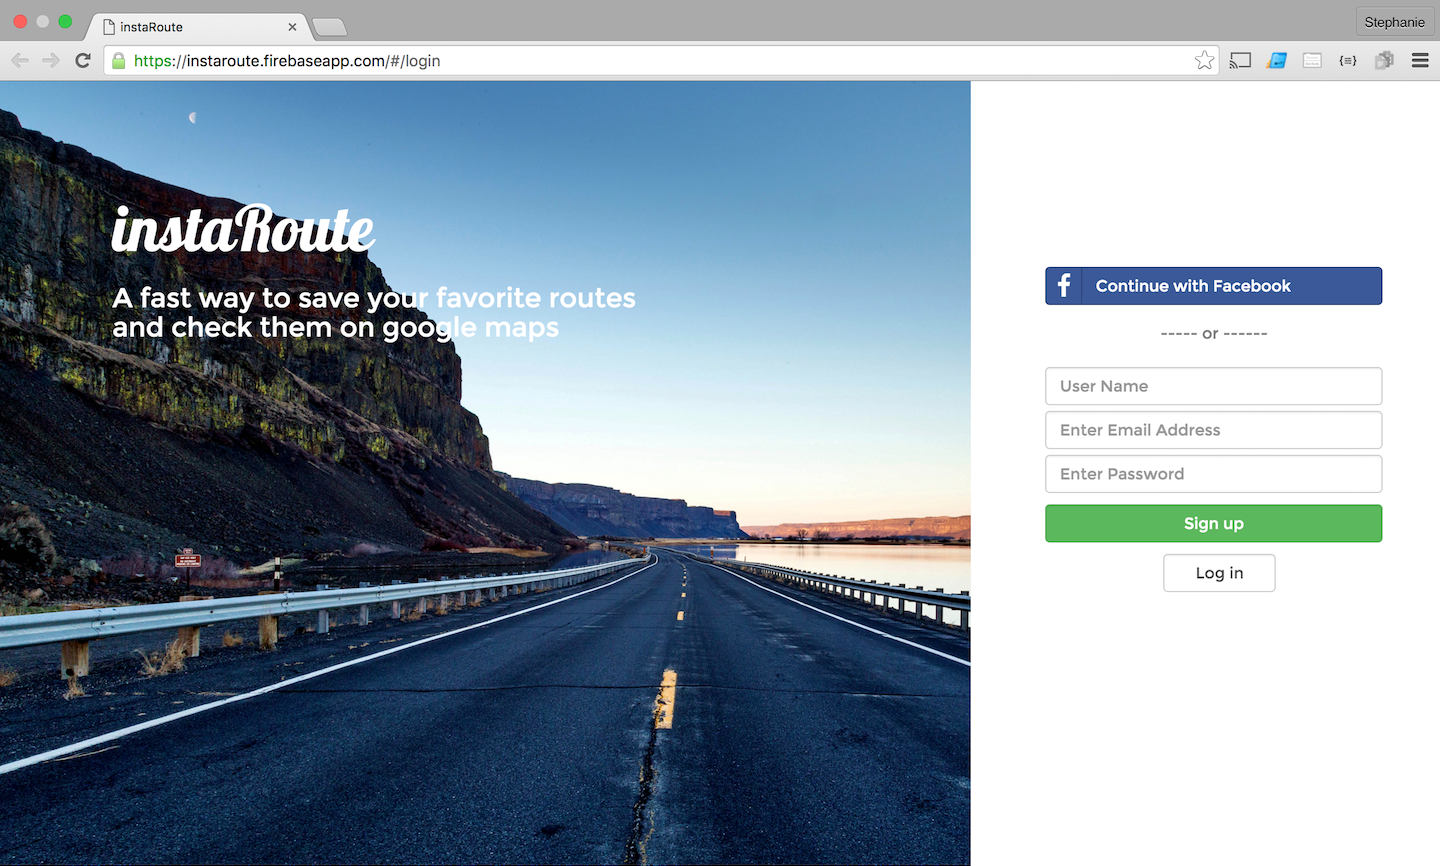 instaRoute
Stephanie
https://instaroute.firebaseapp.com/#/login
instaRoute
A fast way to save your favorite routes
and check them on google maps
f Continue with Facebook
----- or ------
User Name
Enter Email Address
Enter Password
Sign up
Log in